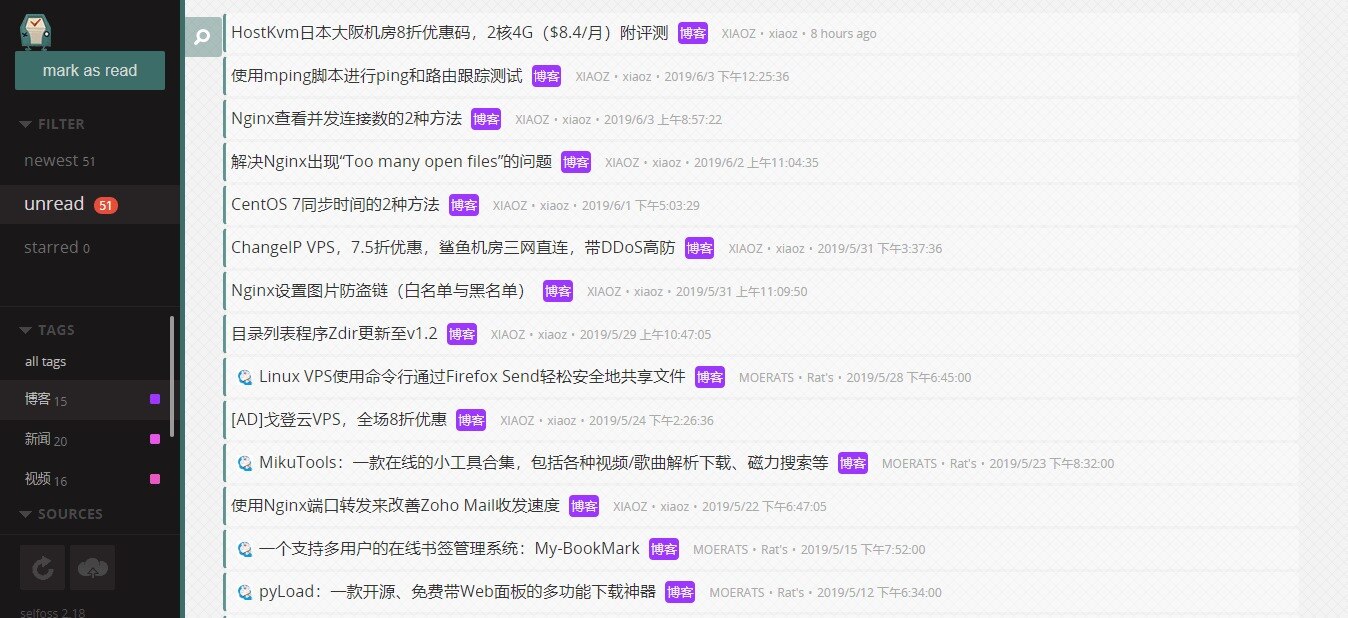 mark as read
FILTER
newest 51
unread 51
starred 0
TAGS
all tags
博客 15
新闻 20
视频 16
SOURCES
selfoss 2.18
HostKvm日本大阪机房8折优惠码，2核4G（$8.4/月）附评测 博客 XIAOZ • xiaoz • 8 hours ago
使用mping脚本进行ping和路由跟踪测试 博客 XIAOZ • xiaoz • 2019/6/3 下午12:25:36
Nginx查看并发连接数的2种方法 博客 XIAOZ • xiaoz • 2019/6/3 上午8:57:22
解决Nginx出现“Too many open files”的问题 博客 XIAOZ • xiaoz • 2019/6/2 上午11:04:35
CentOS 7同步时间的2种方法 博客 XIAOZ • xiaoz • 2019/6/1 下午5:03:29
ChangeIP VPS，7.5折优惠，鲨鱼机房三网直连，带DDoS高防 博客 XIAOZ • xiaoz • 2019/5/31 下午3:37:36
Nginx设置图片防盗链（白名单与黑名单） 博客 XIAOZ • xiaoz • 2019/5/31 上午11:09:50
目录列表程序Zdir更新至v1.2 博客 XIAOZ • xiaoz • 2019/5/29 上午10:47:05
Linux VPS使用命令行通过Firefox Send轻松安全地共享文件 博客 MOERATS • Rat's • 2019/5/28 下午6:45:00
[AD]戈登云VPS，全场8折优惠 博客 XIAOZ • xiaoz • 2019/5/24 下午2:26:36
MikuTools：一款在线的小工具合集，包括各种视频/歌曲解析下载、磁力搜索等 博客 MOERATS • Rat's • 2019/5/23 下午8:32:00
使用Nginx端口转发来改善Zoho Mail收发速度 博客 XIAOZ • xiaoz • 2019/5/22 下午6:47:05
一个支持多用户的在线书签管理系统：My-BookMark 博客 MOERATS • Rat's • 2019/5/15 下午7:52:00
pyLoad：一款开源、免费带Web面板的多功能下载神器 博客 MOERATS • Rat's • 2019/5/12 下午6:34:00